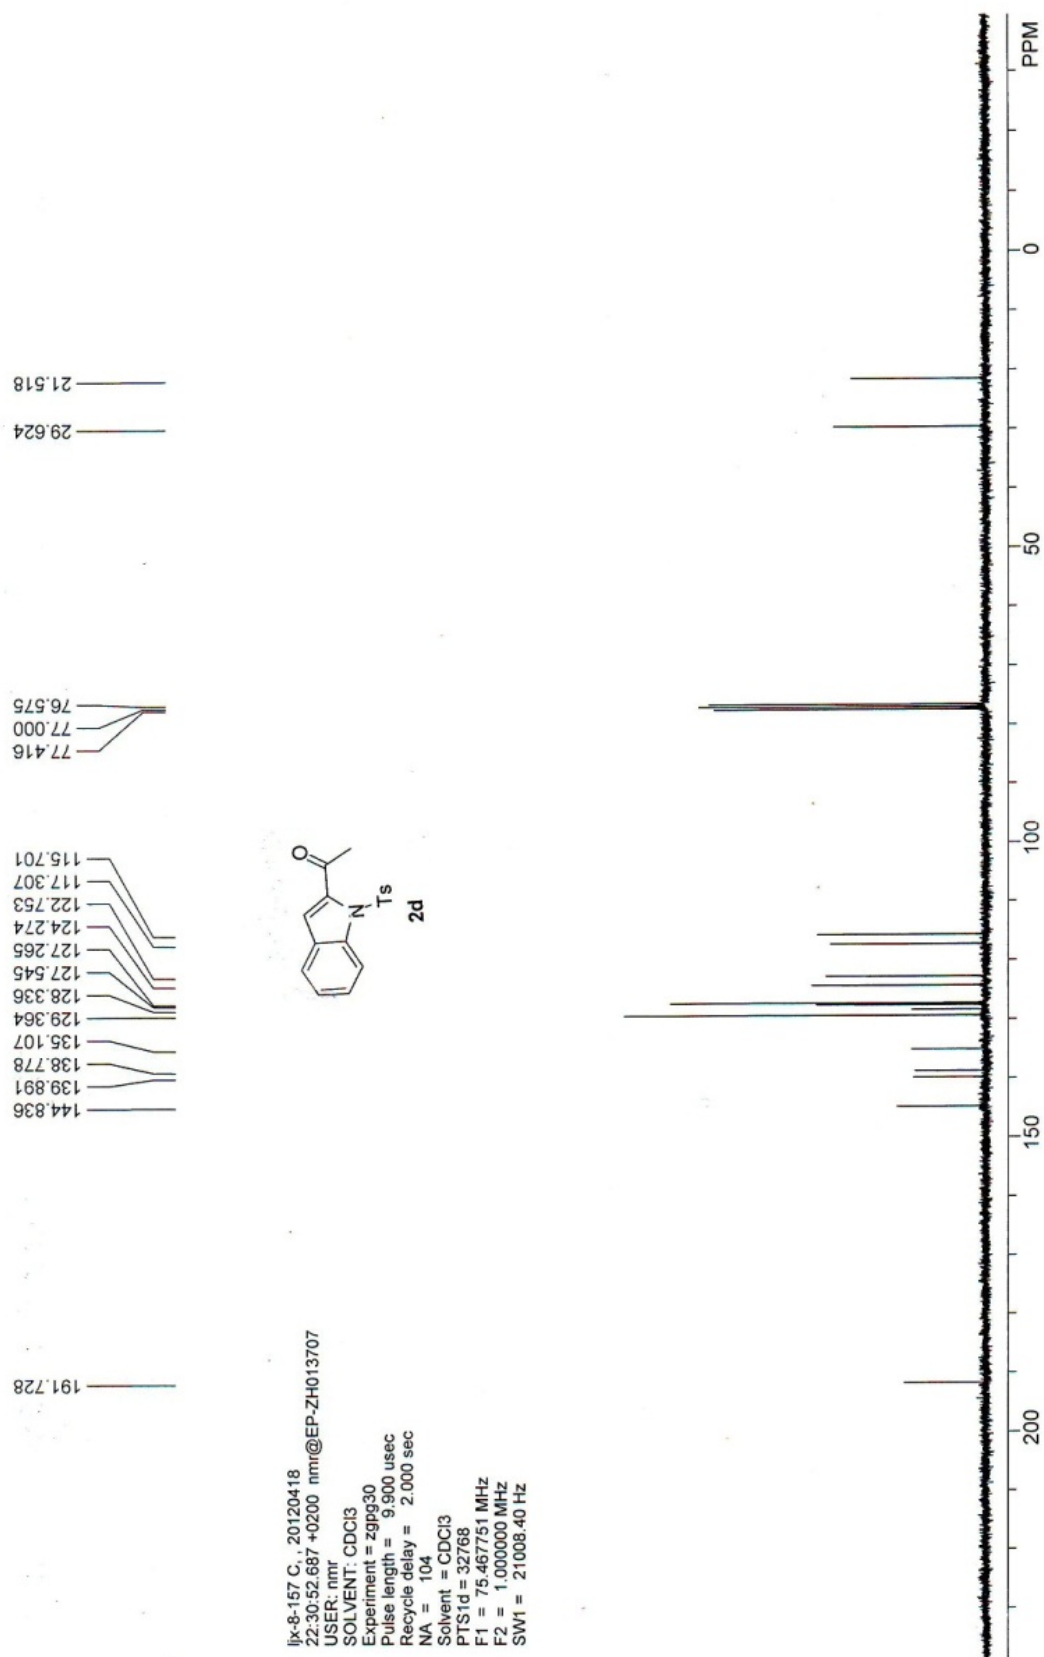 191.728
144.836
139.891
138.778
135.107
129.364
128.336
127.545
127.265
124.274
122.753
117.307
115.701
77.416
77.000
76.575
29.624
21.518
ljx-8-157 C, , 20120418
22:30:52.687 +0200 nmr@EP-ZH013707
USER: nmr
SOLVENT: CDCl3
Experiment = zgpg30
Pulse length = 9.900 usec
Recycle delay = 2.000 sec
NA = 104
Solvent = CDCl3
PTS1d = 32768
F1 = 75.467751 MHz
F2 = 1.000000 MHz
SW1 = 21008.40 Hz
O
N
Ts
2d
200
150
100
50
0
PPM